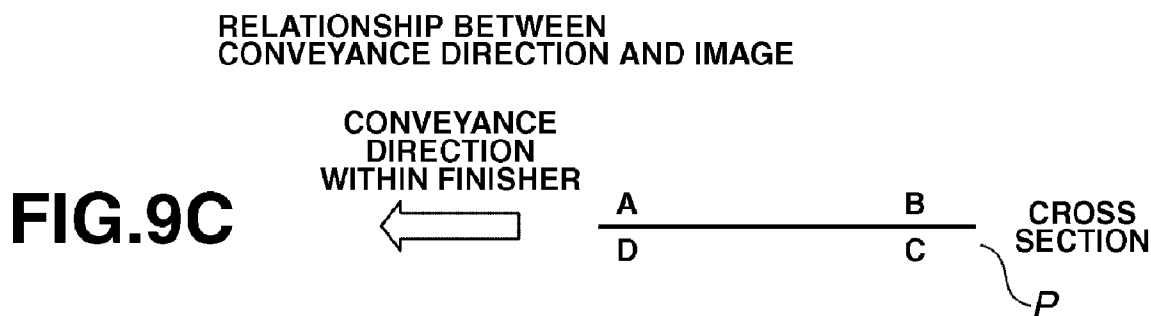 RELATIONSHIP BETWEEN
CONVEYANCE DIRECTION AND IMAGE
CONVEYANCE
DIRECTION
WITHIN FINISHER
FIG.9C
A
B
D
C
CROSS
SECTION
P